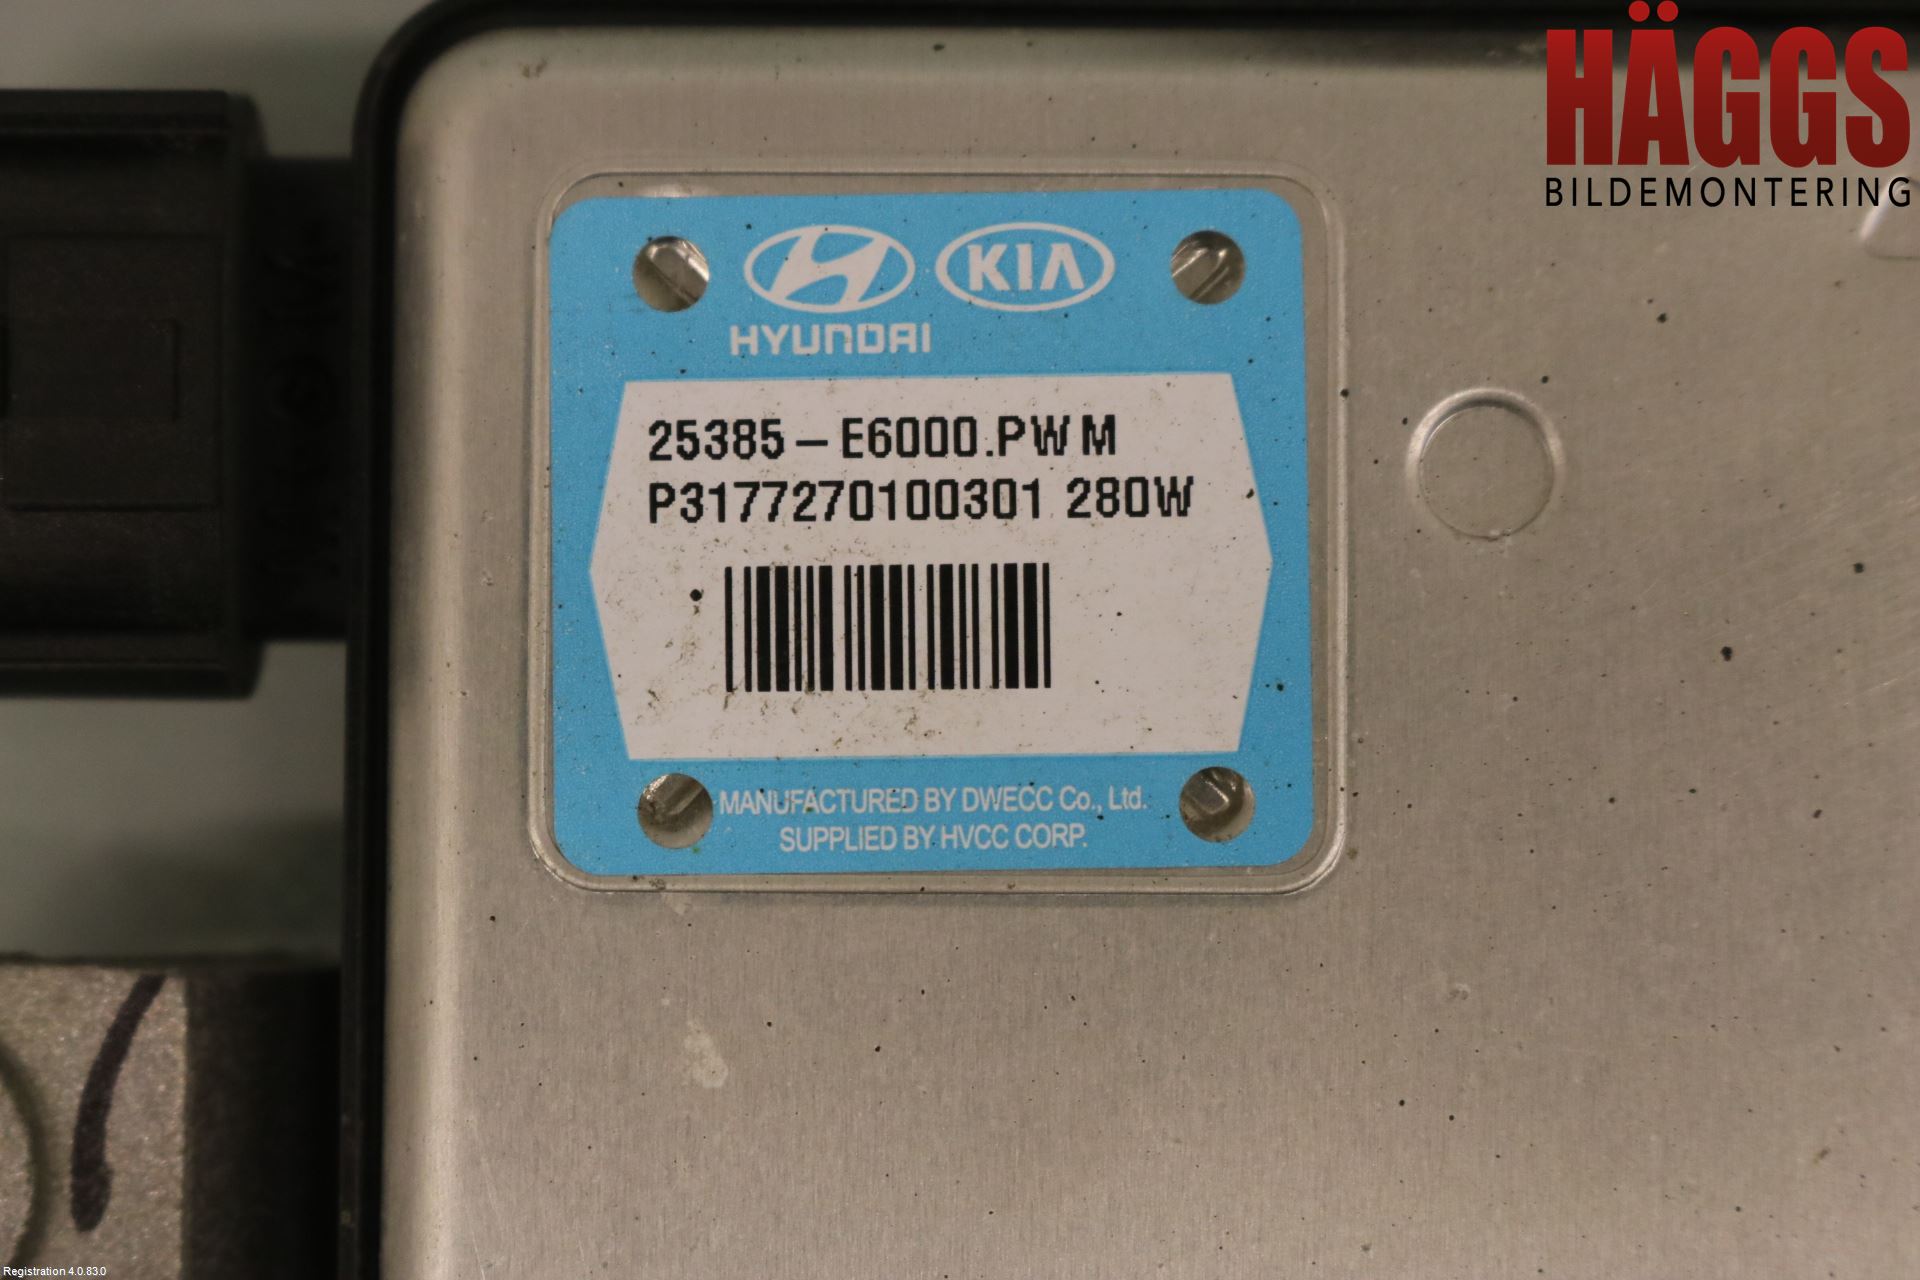 HÄGGS
BILDEMONTERING
KIA
HYUNDAI
25385-E6000.PWM
P3177270100301 280W
MANUFACTURED BY DWECC Co., Ltd.
SUPPLIED BY HVCC CORP.
Registration 4.0.83.0